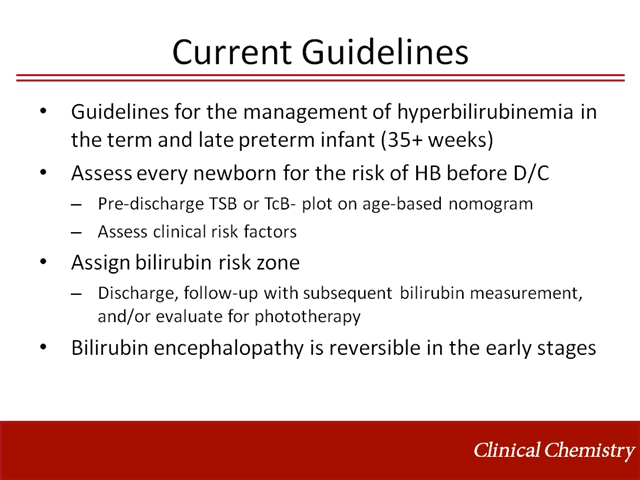 Current Guidelines
• Guidelines for the management of hyperbilirubinemia in
the term and late preterm infant (35+ weeks)
• Assess every newborn for the risk of HB before D/C
– Pre-discharge TSB or TcB- plot on age-based nomogram
– Assess clinical risk factors
• Assign bilirubin risk zone
– Discharge, follow-up with subsequent bilirubin measurement,
and/or evaluate for phototherapy
• Bilirubin encephalopathy is reversible in the early stages
Clinical Chemistry